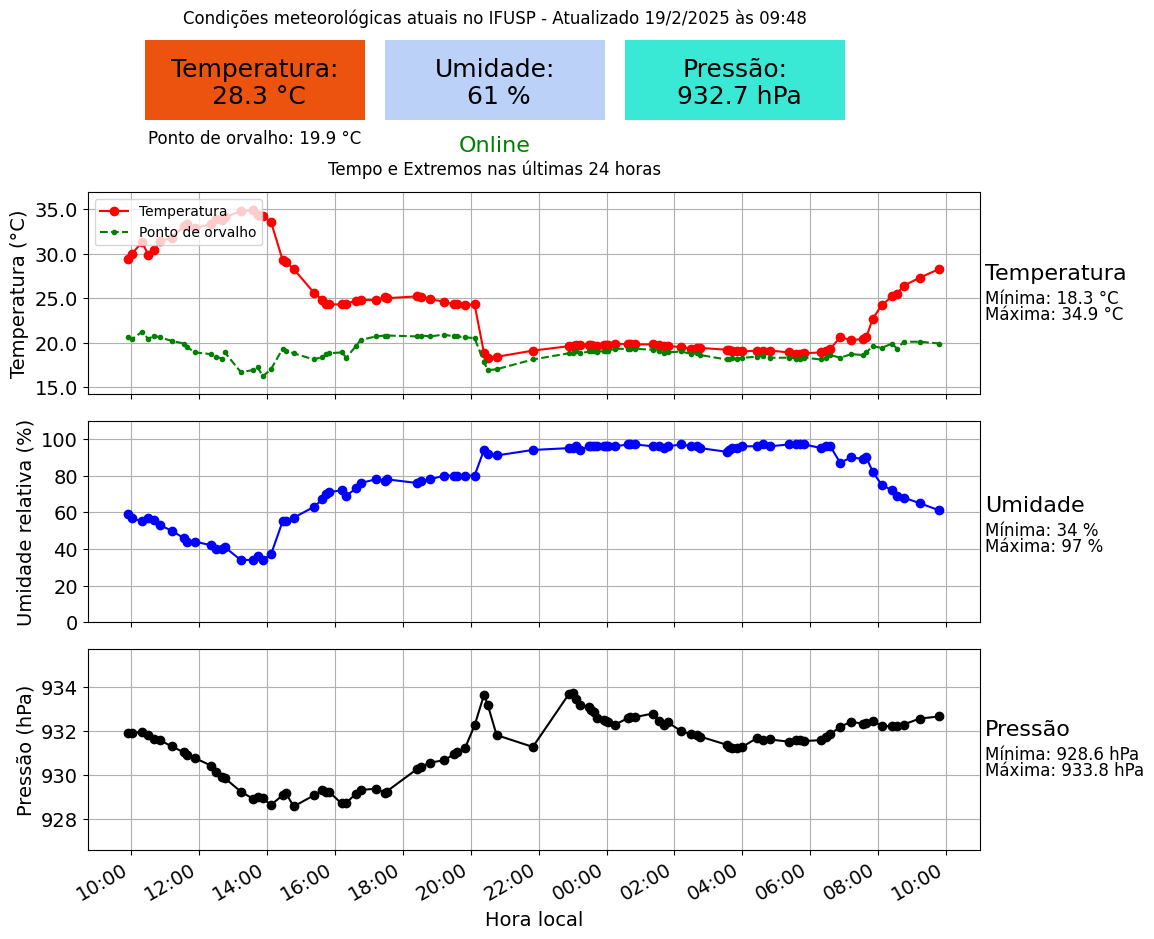 Condições meteorológicas atuais no IFUSP - Atualizado 19/2/2025 às 09:48
Temperatura:
28.3 °C
Umidade:
61 %
Pressão:
932.7 hPa
Ponto de orvalho: 19.9 °C
Online
Tempo e Extremos nas últimas 24 horas
Temperatura (°C)
35.0
30.0
25.0
20.0
15.0
Temperatura
Ponto de orvalho
Temperatura
Mínima: 18.3 °C
Máxima: 34.9 °C
Umidade relativa (%)
100
80
60
40
20
0
Umidade
Mínima: 34 %
Máxima: 97 %
Pressão (hPa)
934
932
930
928
Pressão
Mínima: 928.6 hPa
Máxima: 933.8 hPa
10:00 12:00 14:00 16:00 18:00 20:00 22:00 00:00 02:00 04:00 06:00 08:00 10:00
Hora local